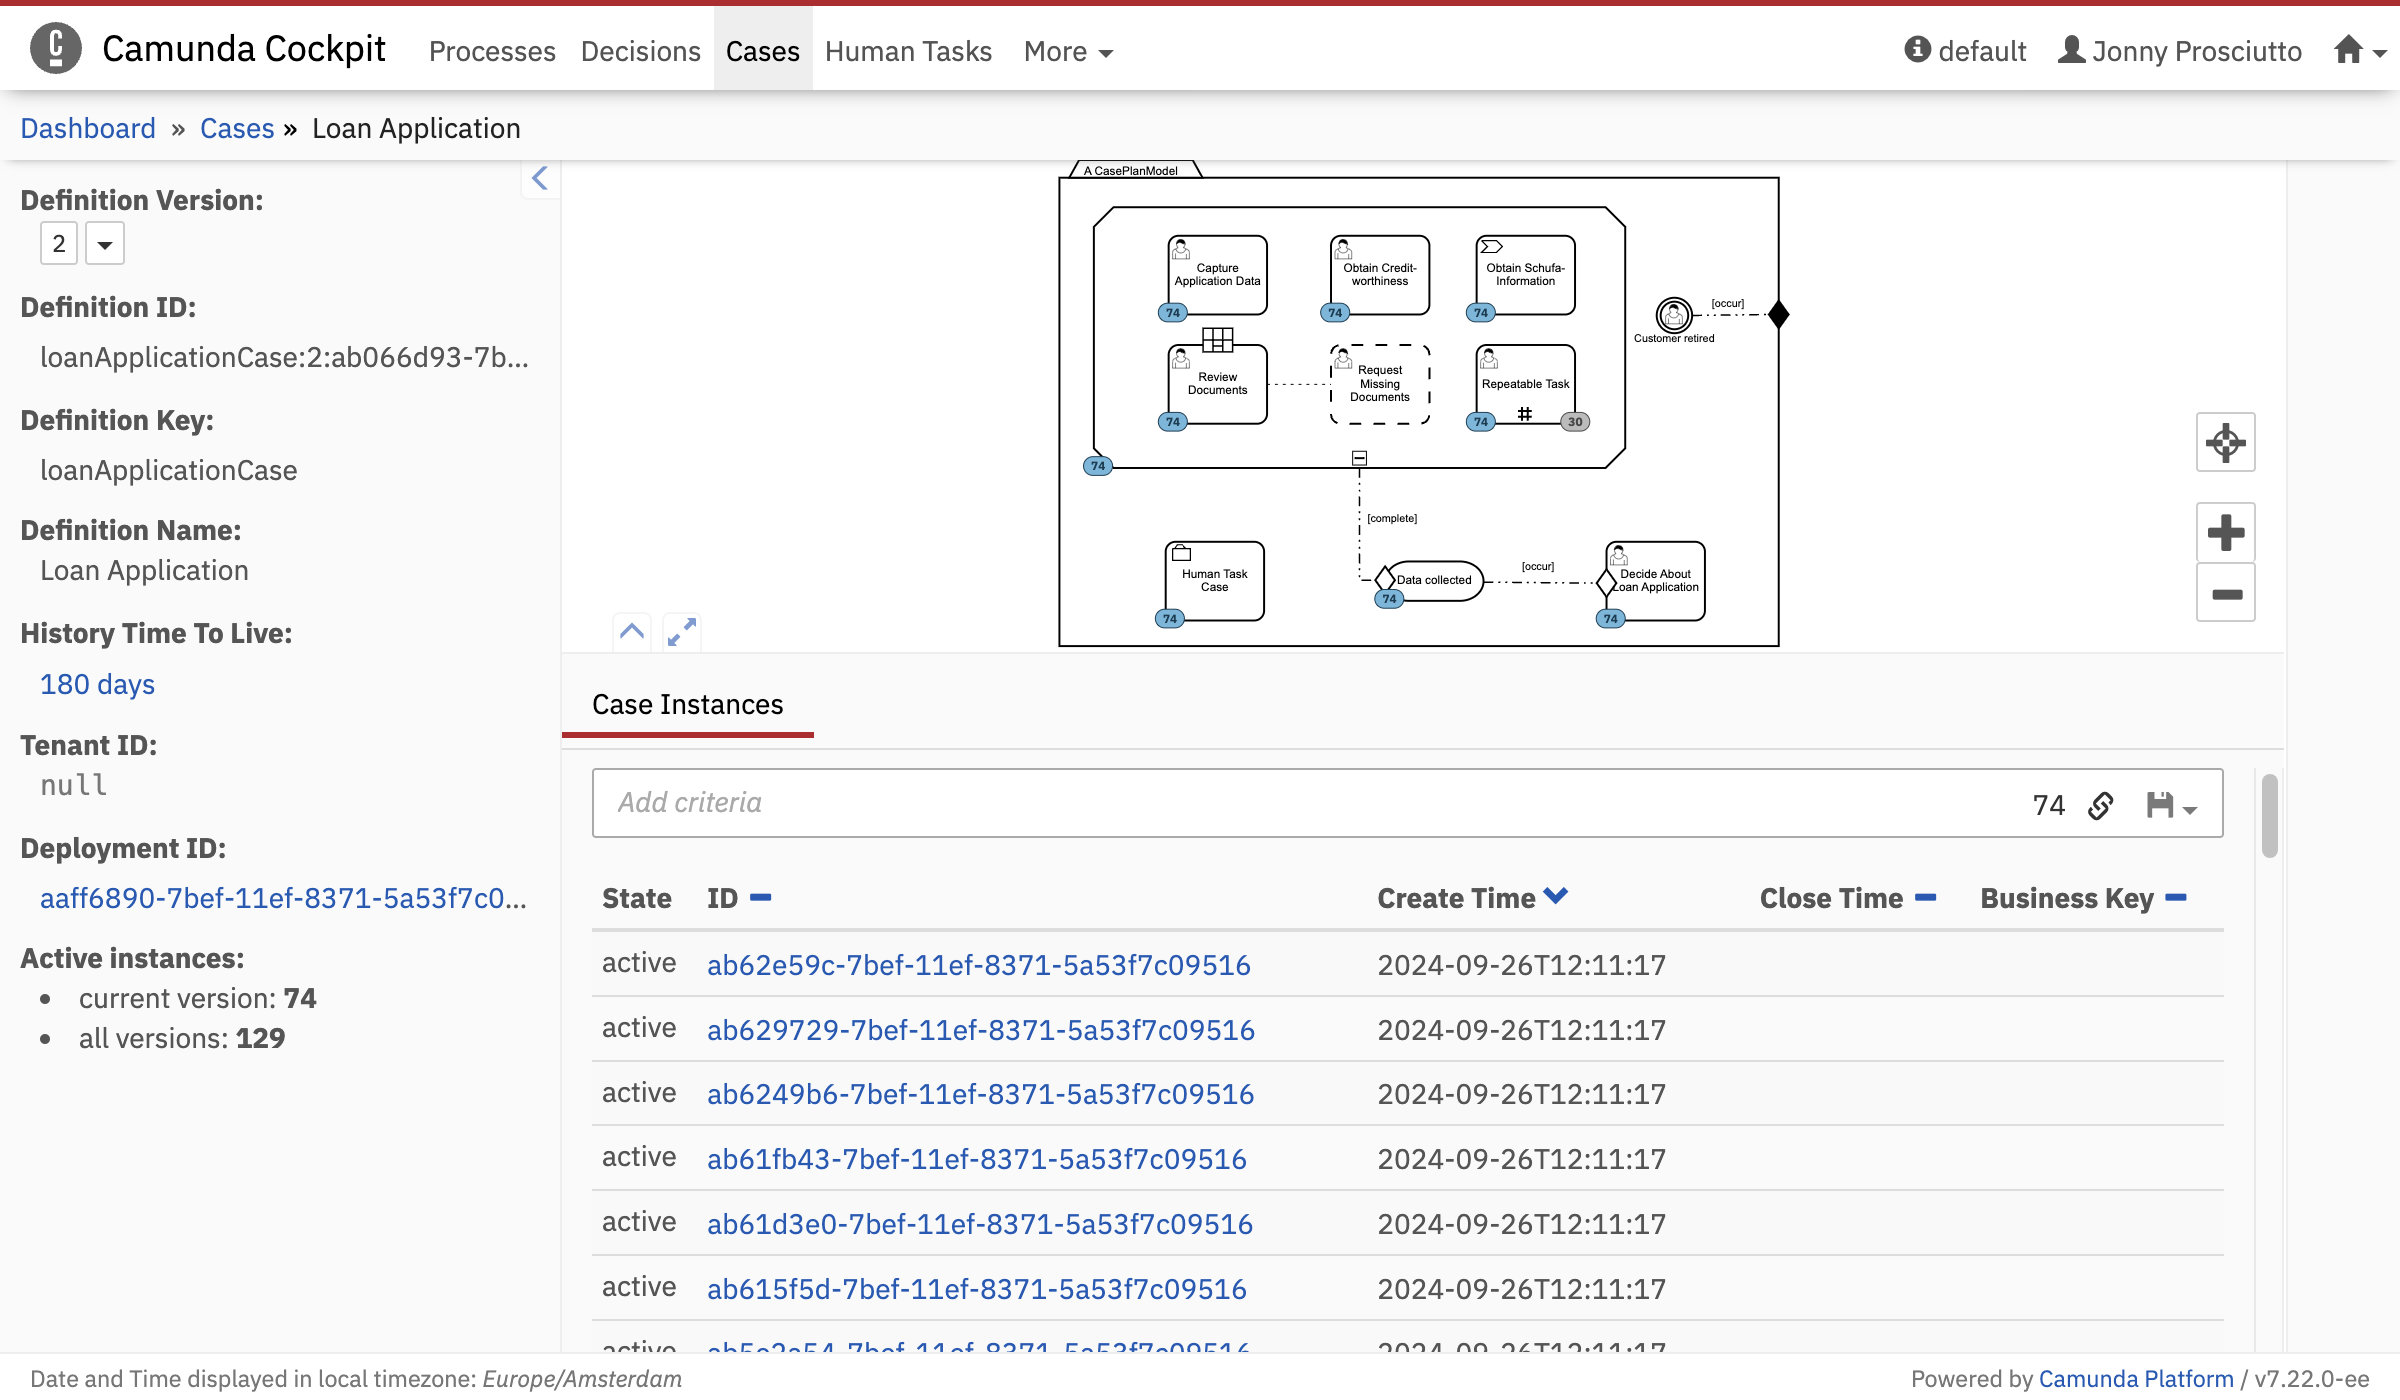 Camunda Cockpit Processes Decisions Cases Human Tasks More default Jonny Prosciutto
Dashboard » Cases » Loan Application
Definition Version:
2
Definition ID:
loanApplicationCase:2:ab066d93-7b...
Definition Key:
loanApplicationCase
Definition Name:
Loan Application
History Time To Live:
180 days
Tenant ID:
null
Deployment ID:
aaff6890-7bef-11ef-8371-5a53f7c0...
Active instances:
• current version: 74
• all versions: 129
A CasePlanModel
Capture
Application Data
74
Obtain Credit-
worthiness
74
Obtain Schufa-
Information
74
[occur]
Customer retired
Review
Documents
74
Request
Missing
Documents
Repeatable Task
74
30
74
[complete]
Human Task
Case
74
Data collected
74
[occur]
Decide About
Loan Application
74
Case Instances
Add criteria 74
State ID Create Time Close Time Business Key
active ab62e59c-7bef-11ef-8371-5a53f7c09516 2024-09-26T12:11:17
active ab629729-7bef-11ef-8371-5a53f7c09516 2024-09-26T12:11:17
active ab6249b6-7bef-11ef-8371-5a53f7c09516 2024-09-26T12:11:17
active ab61fb43-7bef-11ef-8371-5a53f7c09516 2024-09-26T12:11:17
active ab61d3e0-7bef-11ef-8371-5a53f7c09516 2024-09-26T12:11:17
active ab615f5d-7bef-11ef-8371-5a53f7c09516 2024-09-26T12:11:17
active 2024-09-26T12:11:17
Date and Time displayed in local timezone: Europe/Amsterdam
Powered by Camunda Platform / v7.22.0-ee